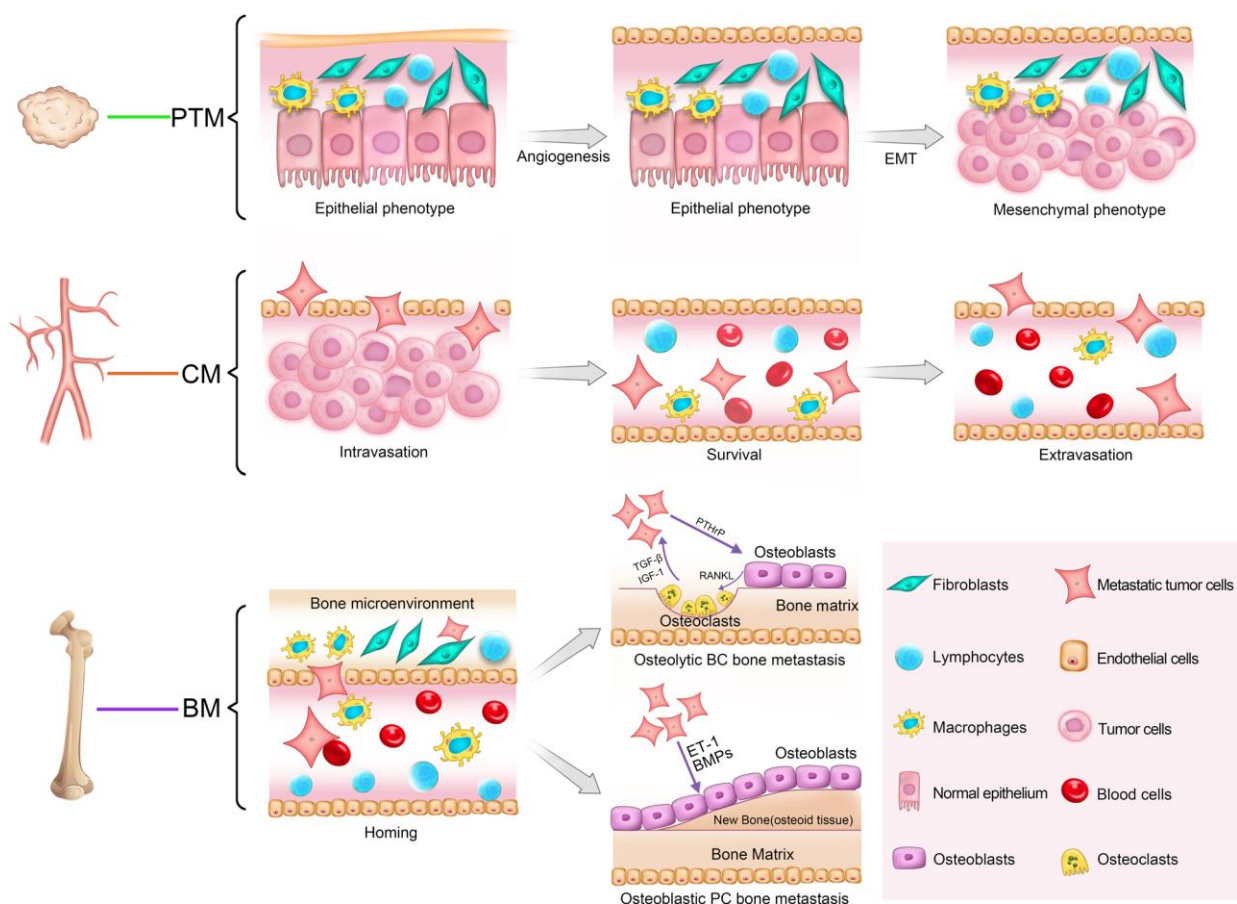 PTM
Angiogenesis
EMT
Epithelial phenotype
Epithelial phenotype
Mesenchymal phenotype
CM
Intravasation
Survival
Extravasation
BM
Bone microenvironment
Homing
PTHrP
TGF-β
IGF-1
RANKL
Osteoblasts
Bone matrix
Osteoclasts
Osteolytic BC bone metastasis
ET-1
BMPs
Osteoblasts
New Bone(osteoid tissue)
Bone Matrix
Osteoblastic PC bone metastasis
Fibroblasts
Metastatic tumor cells
Lymphocytes
Endothelial cells
Macrophages
Tumor cells
Normal epithelium
Blood cells
Osteoblasts
Osteoclasts